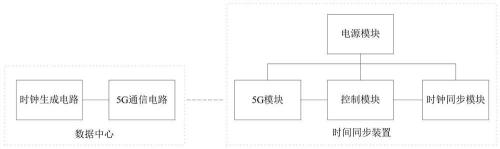 电源模块
时钟生成电路
5G通信电路
5G模块
控制模块
时钟同步模块
数据中心
时间同步装置